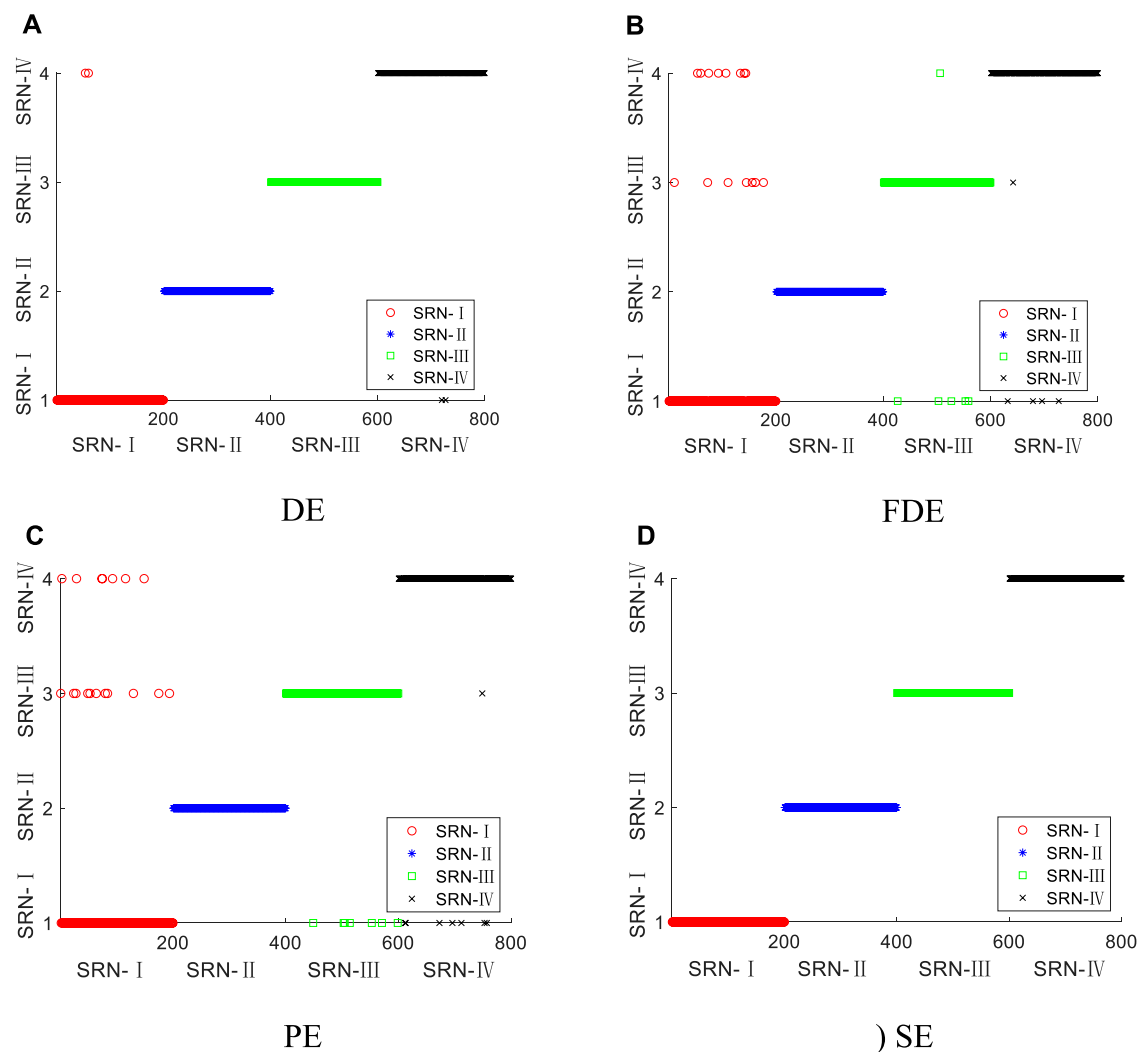 A
4
SRN-Ⅳ
3
SRN-Ⅲ
2
SRN-Ⅱ
1
SRN-Ⅰ
200 400 600 800
SRN-Ⅰ SRN-Ⅱ SRN-Ⅲ SRN-Ⅳ
SRN-Ⅰ
SRN-Ⅱ
SRN-Ⅲ
SRN-Ⅳ
DE
B
4
SRN-Ⅳ
3
SRN-Ⅲ
2
SRN-Ⅱ
1
SRN-Ⅰ
200 400 600 800
SRN-Ⅰ SRN-Ⅱ SRN-Ⅲ SRN-Ⅳ
SRN-Ⅰ
SRN-Ⅱ
SRN-Ⅲ
SRN-Ⅳ
FDE
C
4
SRN-Ⅳ
3
SRN-Ⅲ
2
SRN-Ⅱ
1
SRN-Ⅰ
200 400 600 800
SRN-Ⅰ SRN-Ⅱ SRN-Ⅲ SRN-Ⅳ
SRN-Ⅰ
SRN-Ⅱ
SRN-Ⅲ
SRN-Ⅳ
PE
D
4
SRN-Ⅳ
3
SRN-Ⅲ
2
SRN-Ⅱ
1
SRN-Ⅰ
200 400 600 800
SRN-Ⅰ SRN-Ⅱ SRN-Ⅲ SRN-Ⅳ
SRN-Ⅰ
SRN-Ⅱ
SRN-Ⅲ
SRN-Ⅳ
) SE